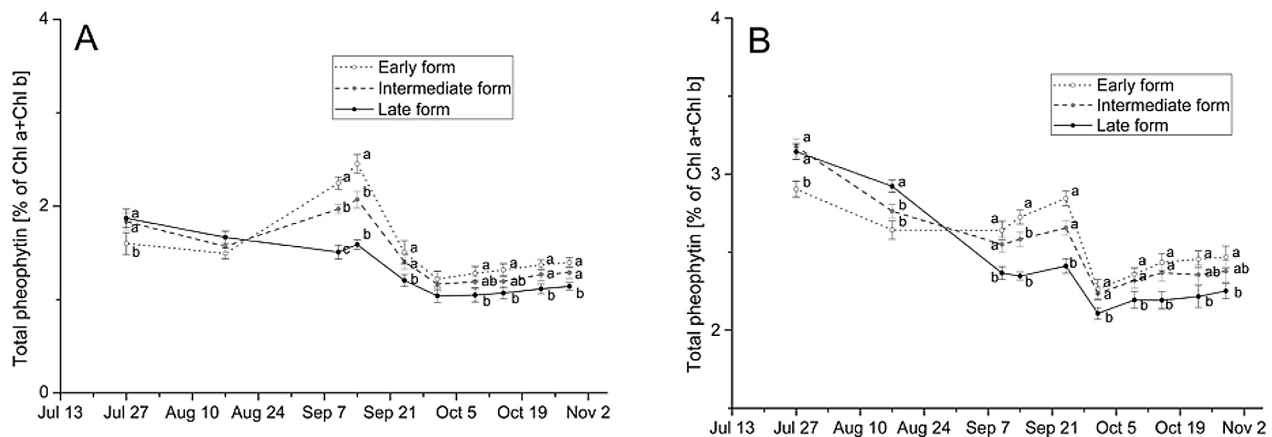 A
Total pheophytin [% of Chl a+Chl b]
4
2
0
Early form
Intermediate form
Late form
a
a
b
a
b
c
a
b
b
a
a
b
a
ab
b
a
ab
b
a
a
b
a
a
b
Jul 13 Jul 27 Aug 10 Aug 24 Sep 7 Sep 21 Oct 5 Oct 19 Nov 2
B
Total pheophytin [% of Chl a+Chl b]
4
3
2
Early form
Intermediate form
Late form
a
a
b
a
b
b
a
a
b
a
b
b
a
a
b
a
a
b
a
a
b
a
a
b
a
ab
b
a
ab
b
Jul 13 Jul 27 Aug 10 Aug 24 Sep 7 Sep 21 Oct 5 Oct 19 Nov 2